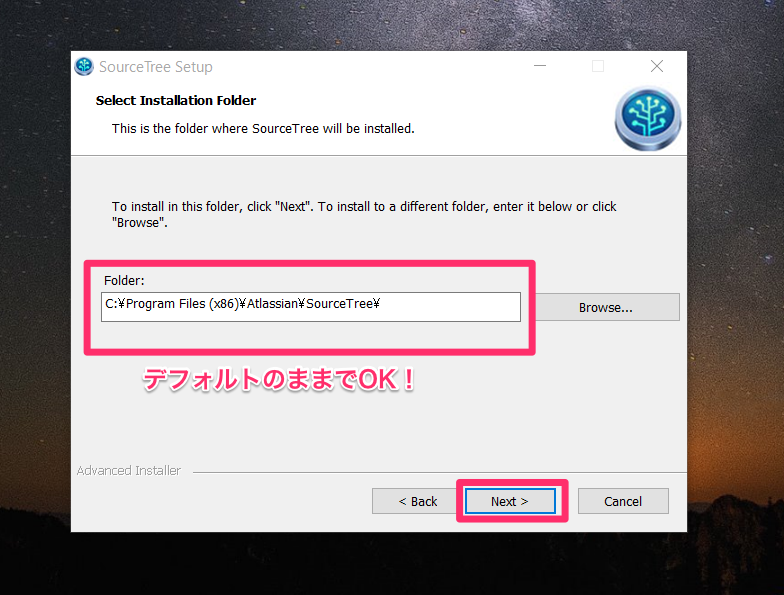 SourceTree Setup
Select Installation Folder
This is the folder where SourceTree will be installed.
To install in this folder, click "Next". To install to a different folder, enter it below or click
"Browse".
Folder:
C:¥Program Files (x86)¥Atlassian¥SourceTree¥
Browse...
デフォルトのままでOK！
Advanced Installer
< Back
Next >
Cancel